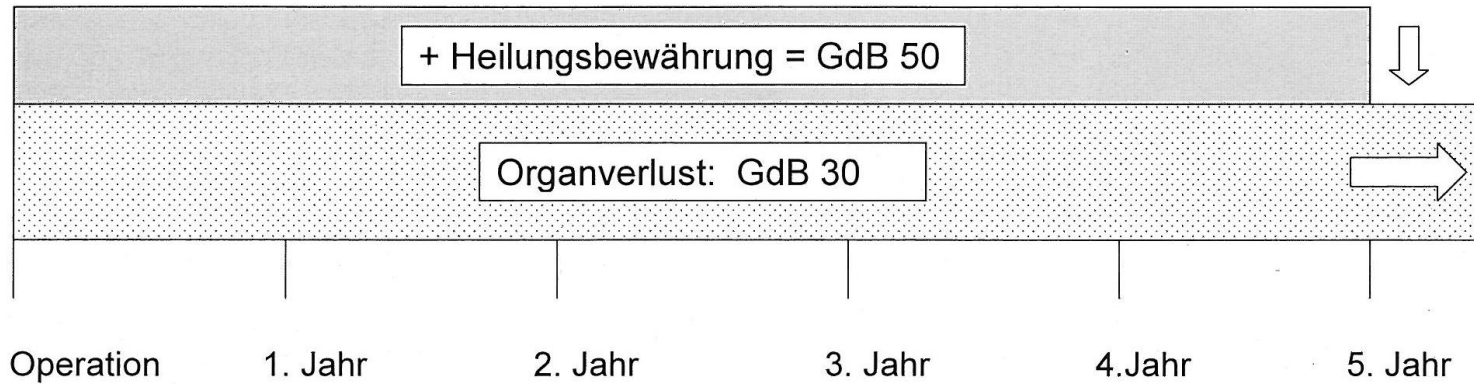 + Heilungsbewährung = GdB 50
Organverlust: GdB 30
Operation 1. Jahr 2. Jahr 3. Jahr 4.Jahr 5. Jahr